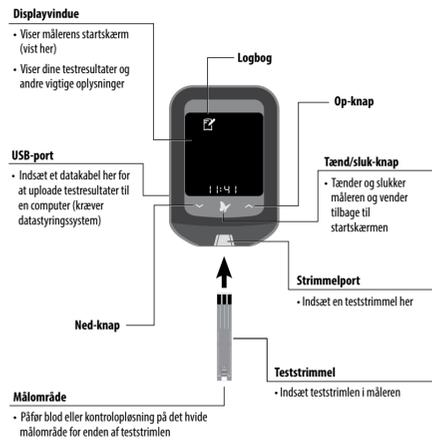 Displayvindue
• Viser målerens startskærm
(vist her)
• Viser dine testresultater og
andre vigtige oplysninger
Logbog
Op-knap
USB-port
• Indsæt et datakabel her for
at uploade testresultater til
en computer (kræver
datastyringssystem)
Tænd/sluk-knap
• Tænder og slukker
måleren og vender
tilbage til
startskærmen
11:41
Strimmelport
• Indsæt en teststrimmel her
Ned-knap
Teststrimmel
• Indsæt teststrimlen i måleren
Målområde
• Påfør blod eller kontrolopløsning på det hvide
målområde for enden af teststrimlen